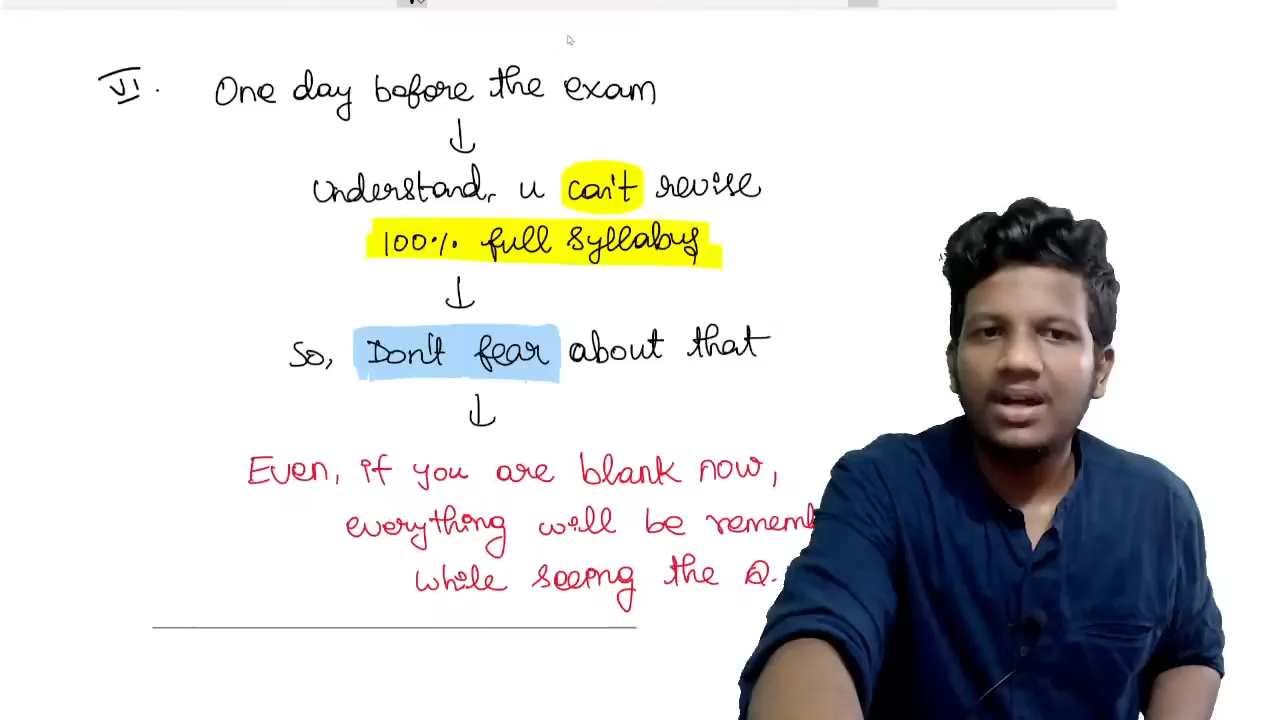 VI. One day before the exam
↓
understand, u can't revise
100% full syllabus
↓
so, Don't fear about that
↓
Even, if you are blank now,
everything will be rememb
while seeing the Q.